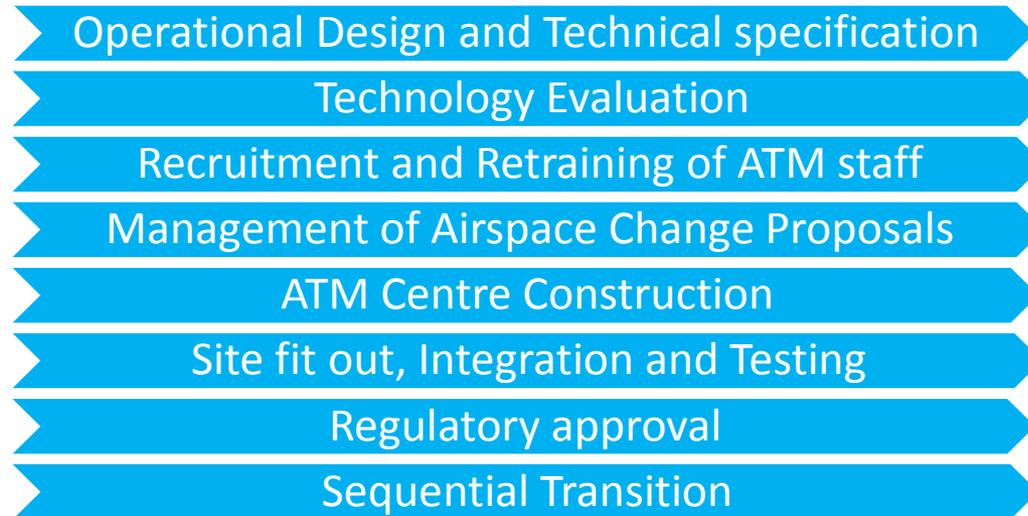 Operational Design and Technical specification
Technology Evaluation
Recruitment and Retraining of ATM staff
Management of Airspace Change Proposals
ATM Centre Construction
Site fit out, Integration and Testing
Regulatory approval
Sequential Transition